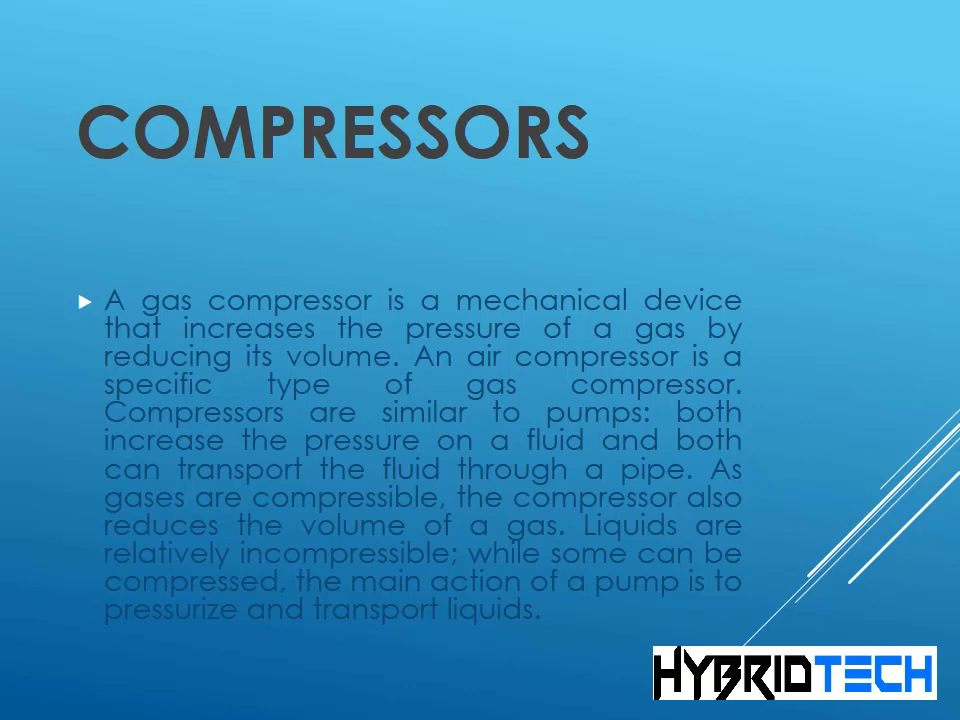 COMPRESSORS
A gas compressor is a mechanical device
that increases the pressure of a gas by
reducing its volume. An air compressor is a
specific type of gas compressor.
Compressors are similar to pumps: both
increase the pressure on a fluid and both
can transport the fluid through a pipe. As
gases are compressible, the compressor also
reduces the volume of a gas. Liquids are
relatively incompressible; while some can be
compressed, the main action of a pump is to
pressurize and transport liquids.
HYBRIDTECH